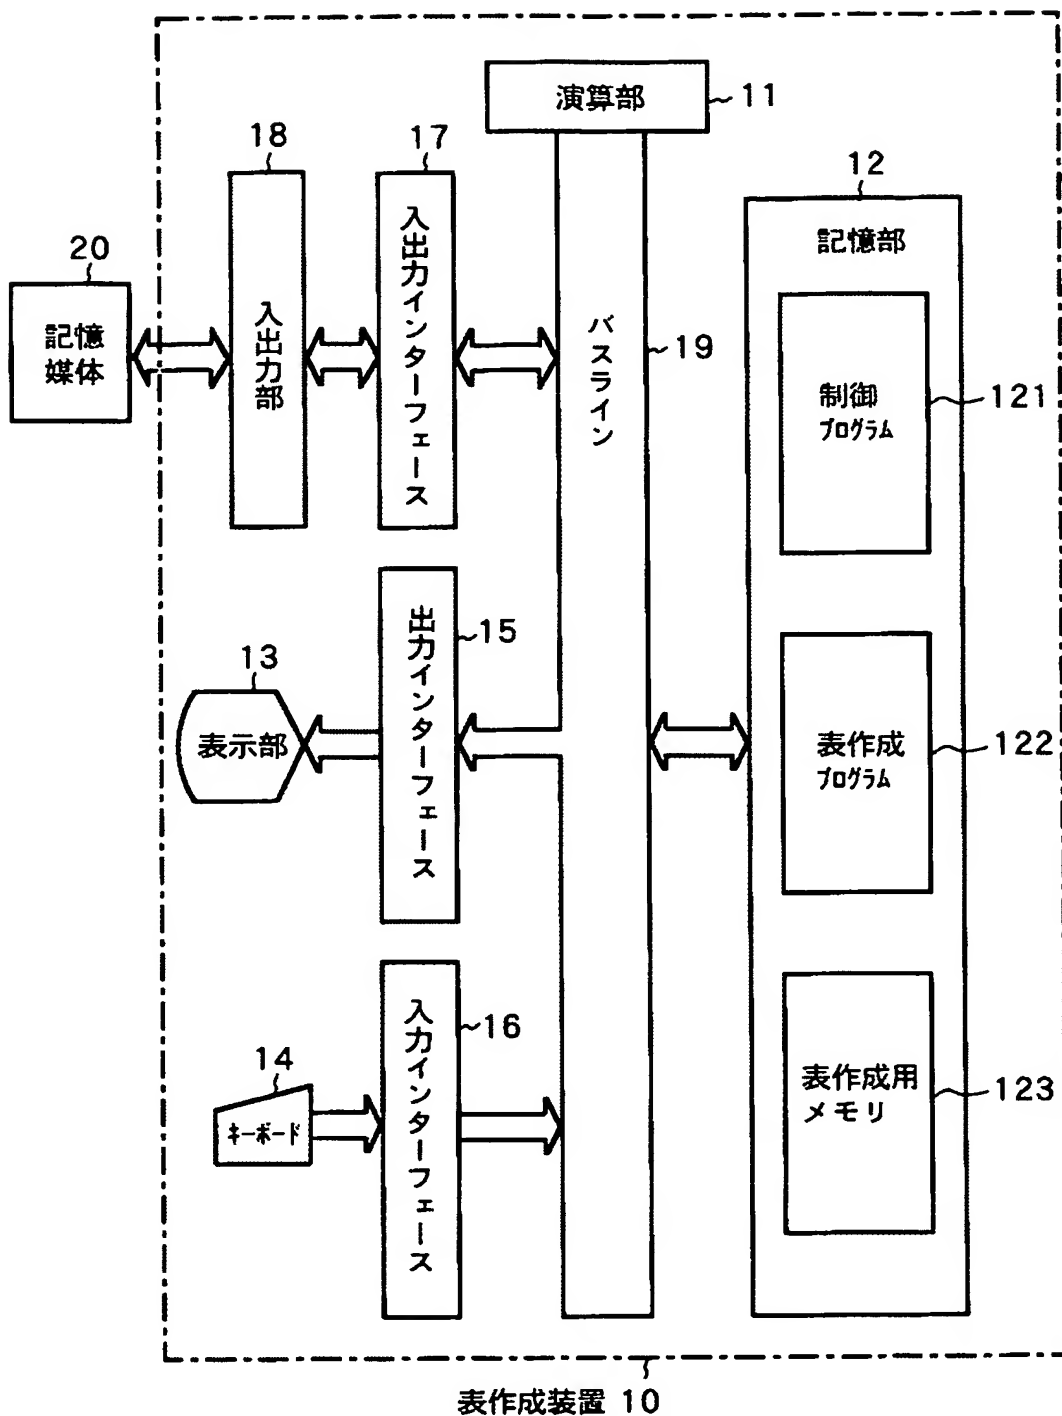 演算部
11
18
17
12
記憶部
20
記憶
媒体
入出力部
入出力インターフェース
バスライン
19
制御
プログラム
121
出力インターフェース
15
13
表示部
表作成
プログラム
122
入力インターフェース
16
14
キーボード
表作成用
メモリ
123
表作成装置 10